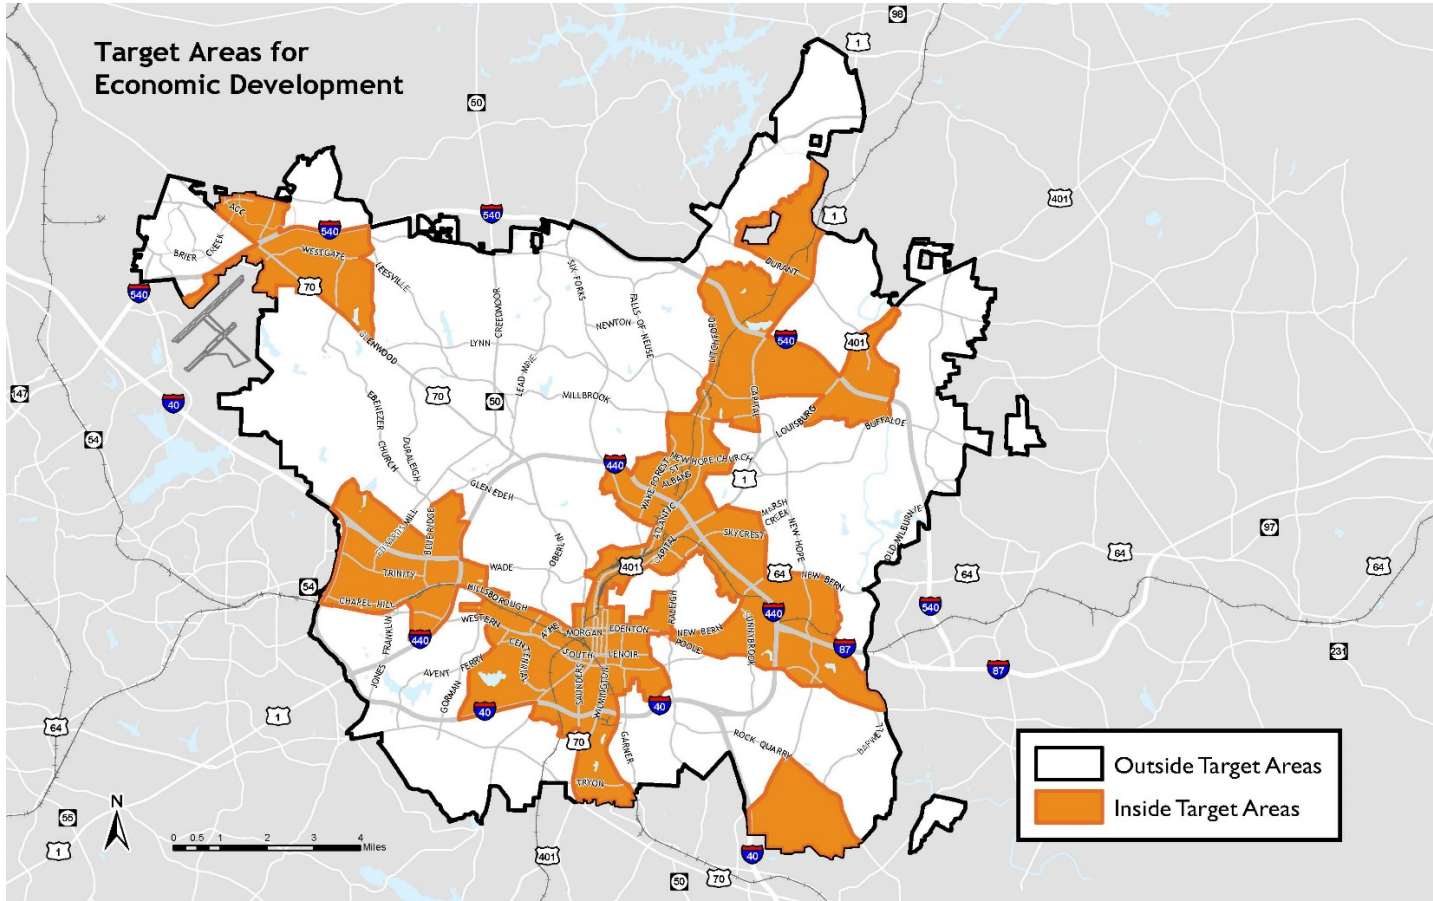 Target Areas for
Economic Development
98
1
50
401
540
1
540
ACC
BRIER CREEK
WESTGATE
LEESVILLE
70
540
DURANT
SIX FORKS
CREEDMOOR
FALLS OF NEUSE
NEWTON
LYNN
GLENWOOD
LITCHFORD
540
401
LEAD MINE
147
40
70
50
MILLBROOK
CAPITAL
LOUISBURG
BUFFALOE
EBENEZER CHURCH
DURALEIGH
54
440
NEW HOPE CHURCH
WAKE FOREST
ST ALBANS
1
GLEN EDEN
MARSH CREEK
NEW HOPE
OLD MILBURNIE
97
BLUE RIDGE
ATLANTIC
CAPITAL
SKYCREST
OBERLIN
64
401
64
NEW BERN
64
64
WADE
TRINITY
54
CHAPEL HILL
HILLSBOROUGH
440
540
FRANKLIN
440
WESTERN
ASHE
MORGAN
EDENTON
RALEIGH
NEW BERN
POOLE
SUNNYBROOK
87
231
87
CENTENNIAL
SOUTH
LENOIR
JONES
AVENT FERRY
GORMAN
SAUNDERS
WILMINGTON
40
40
1
64
70
GARNER
ROCK QUARRY
BARWELL
TRYON
Outside Target Areas
Inside Target Areas
N
55
1
0 0.5 1 2 3 4
Miles
401
40
50
70